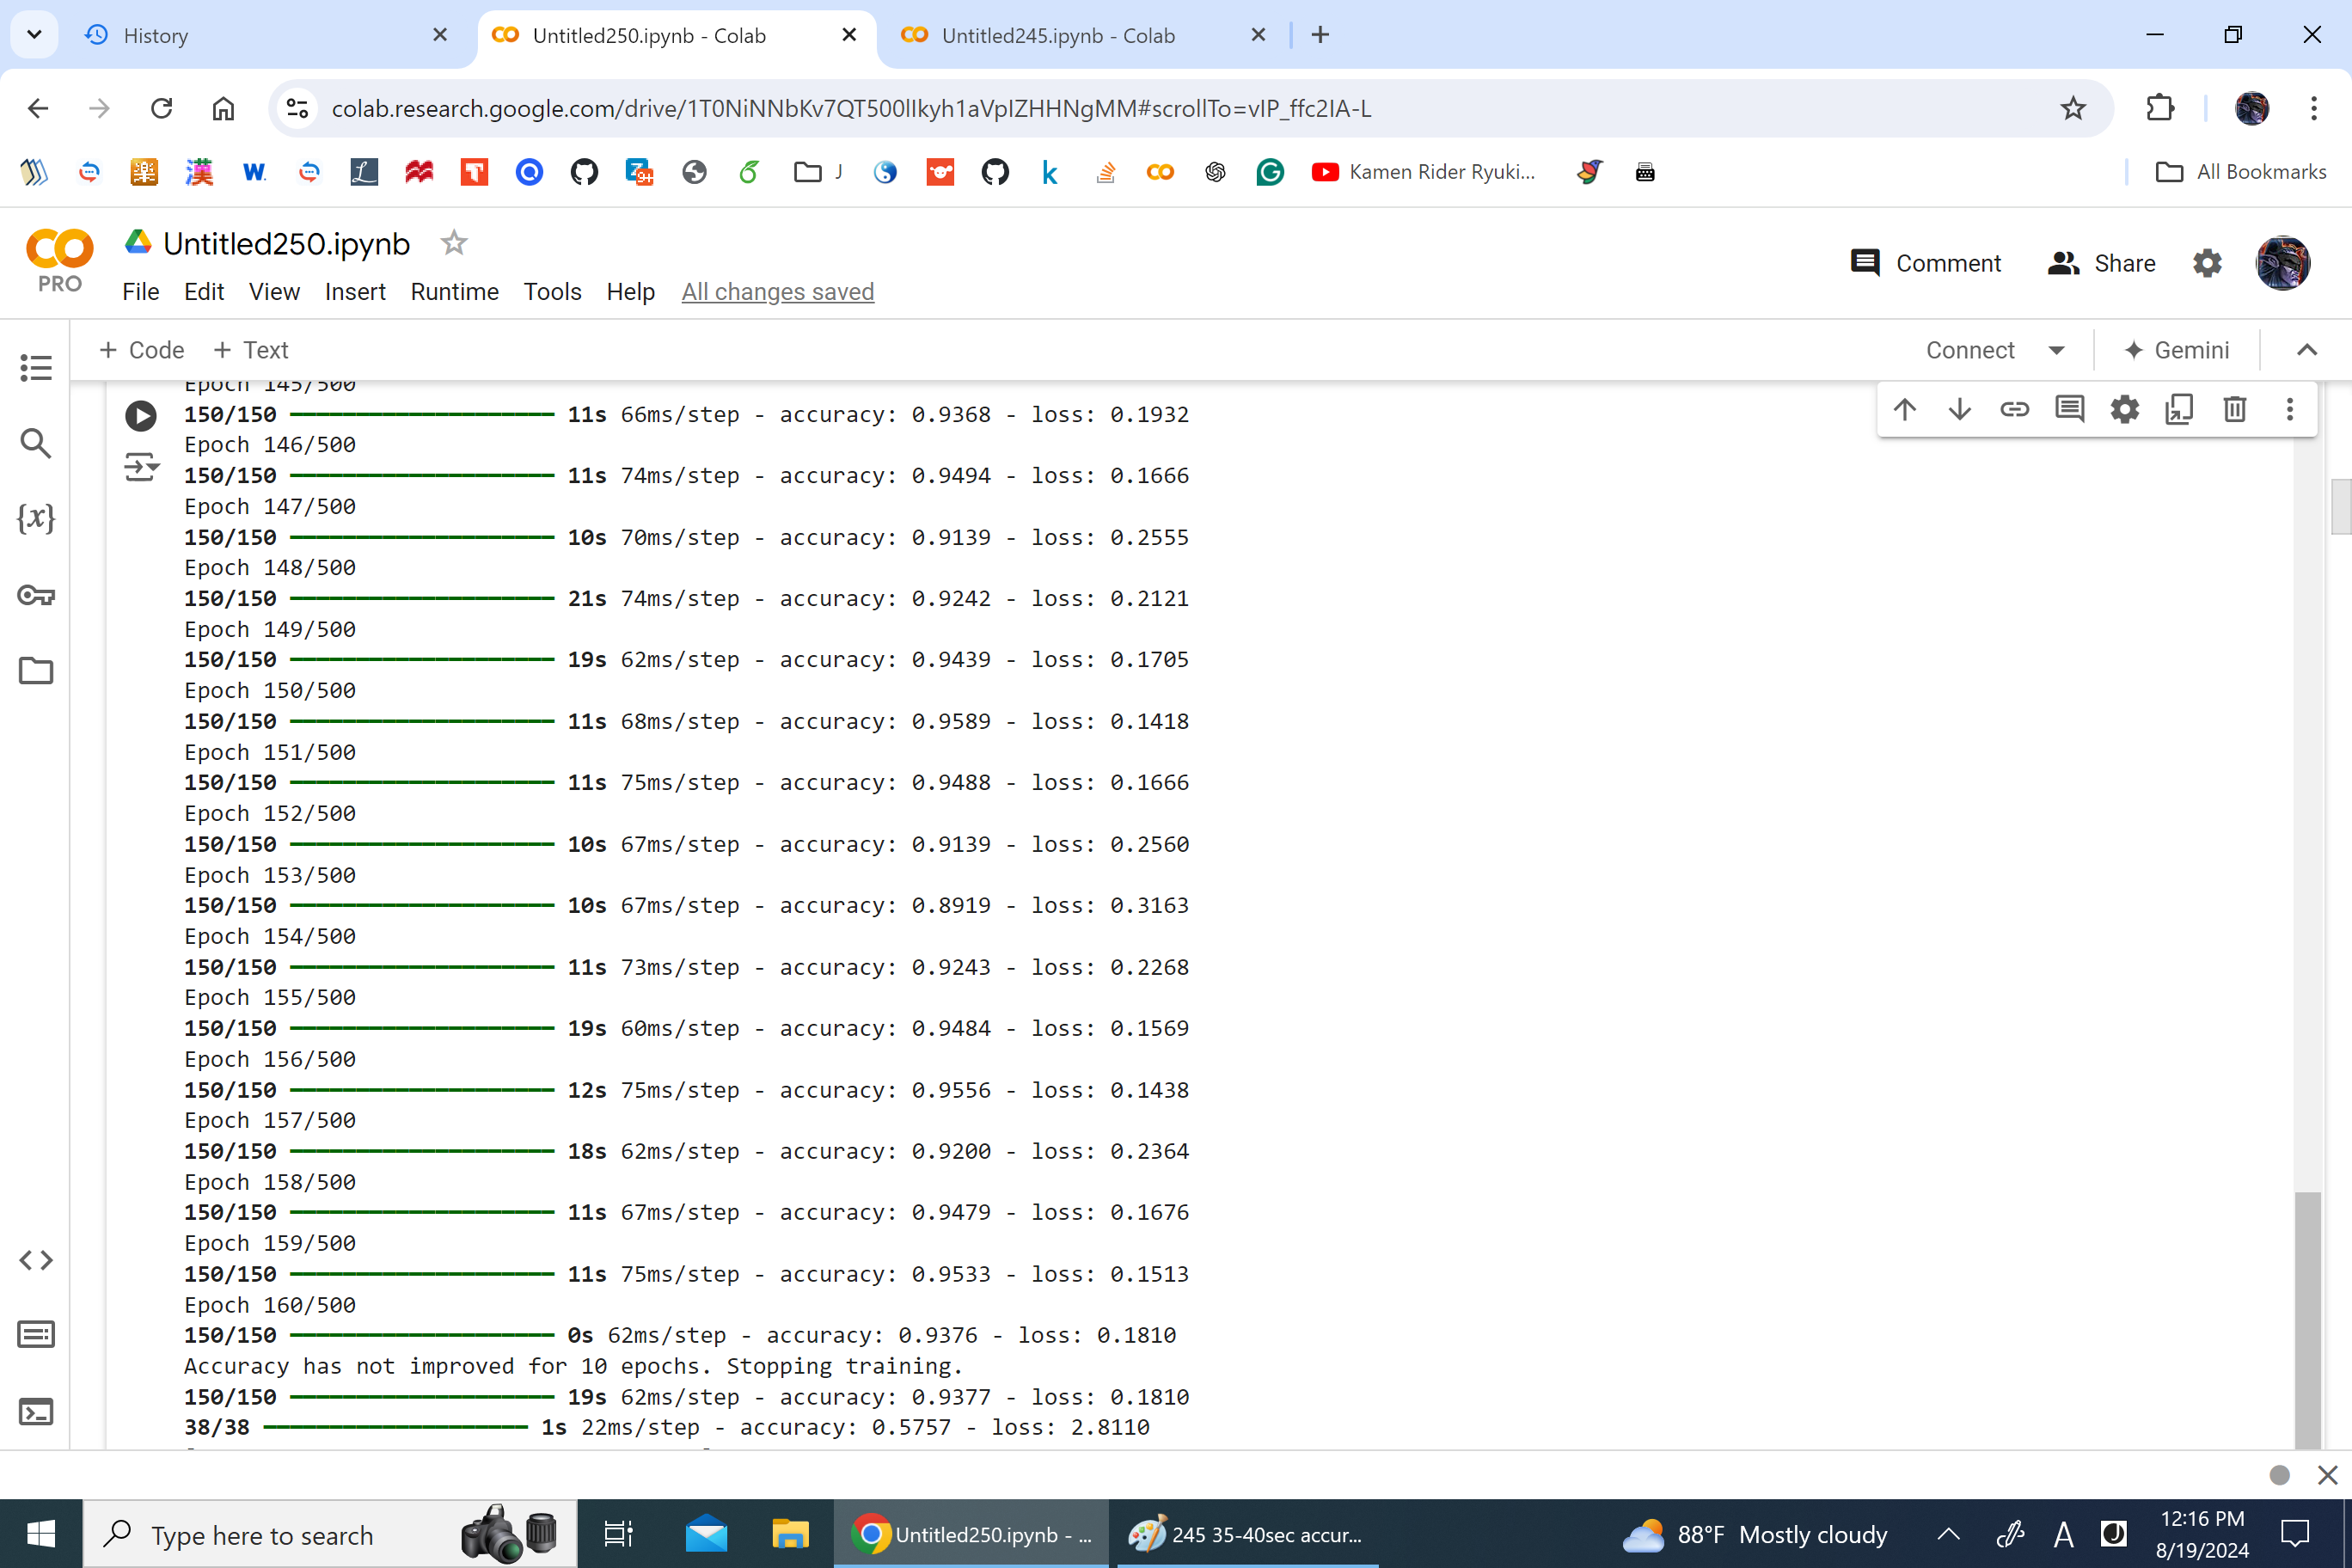 History
Untitled250.ipynb - Colab
Untitled245.ipynb - Colab
colab.research.google.com/drive/1T0NiNNbKv7QT500lIkyh1aVpIZHHNgMM#scrollTo=vIP_ffc2IA-L
J
Kamen Rider Ryuki...
All Bookmarks
PRO
Untitled250.ipynb
File Edit View Insert Runtime Tools Help All changes saved
Comment
Share
+ Code + Text
Connect
Gemini
Epoch 145/500
150/150 11s 66ms/step - accuracy: 0.9368 - loss: 0.1932
Epoch 146/500
150/150 11s 74ms/step - accuracy: 0.9494 - loss: 0.1666
Epoch 147/500
150/150 10s 70ms/step - accuracy: 0.9139 - loss: 0.2555
Epoch 148/500
150/150 21s 74ms/step - accuracy: 0.9242 - loss: 0.2121
Epoch 149/500
150/150 19s 62ms/step - accuracy: 0.9439 - loss: 0.1705
Epoch 150/500
150/150 11s 68ms/step - accuracy: 0.9589 - loss: 0.1418
Epoch 151/500
150/150 11s 75ms/step - accuracy: 0.9488 - loss: 0.1666
Epoch 152/500
150/150 10s 67ms/step - accuracy: 0.9139 - loss: 0.2560
Epoch 153/500
150/150 10s 67ms/step - accuracy: 0.8919 - loss: 0.3163
Epoch 154/500
150/150 11s 73ms/step - accuracy: 0.9243 - loss: 0.2268
Epoch 155/500
150/150 19s 60ms/step - accuracy: 0.9484 - loss: 0.1569
Epoch 156/500
150/150 12s 75ms/step - accuracy: 0.9556 - loss: 0.1438
Epoch 157/500
150/150 18s 62ms/step - accuracy: 0.9200 - loss: 0.2364
Epoch 158/500
150/150 11s 67ms/step - accuracy: 0.9479 - loss: 0.1676
Epoch 159/500
150/150 11s 75ms/step - accuracy: 0.9533 - loss: 0.1513
Epoch 160/500
150/150 0s 62ms/step - accuracy: 0.9376 - loss: 0.1810
Accuracy has not improved for 10 epochs. Stopping training.
150/150 19s 62ms/step - accuracy: 0.9377 - loss: 0.1810
38/38 1s 22ms/step - accuracy: 0.5757 - loss: 2.8110
Type here to search
Untitled250.ipynb - ...
245 35-40sec accur...
88°F Mostly cloudy
A
12:16 PM
8/19/2024